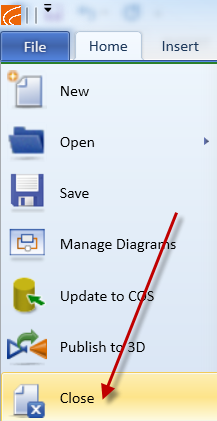 File Home Insert
New
Open
Save
Manage Diagrams
Update to COS
Publish to 3D
Close